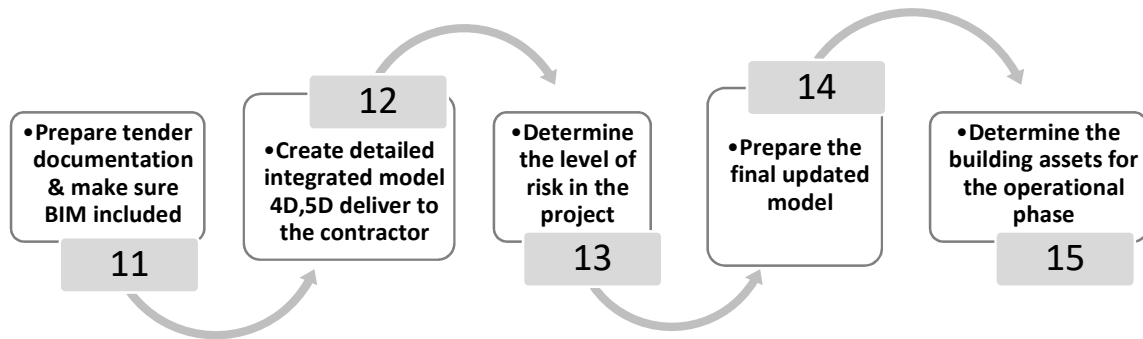 •Prepare tender
documentation
& make sure
BIM included
11
12
•Create detailed
integrated model
4D,5D deliver to
the contractor
•Determine
the level of
risk in the
project
13
14
•Prepare the
final updated
model
•Determine the
building assets for
the operational
phase
15